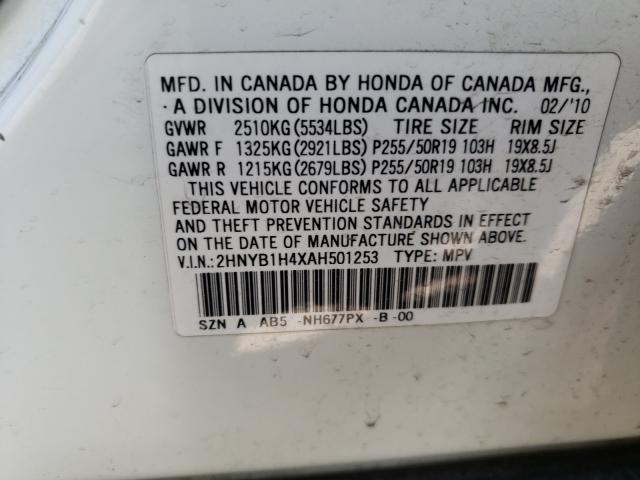 MFD. IN CANADA BY HONDA OF CANADA MFG.,
A DIVISION OF HONDA CANADA INC. 02/'10
GVWR 2510KG(5534LBS) TIRE SIZE RIM SIZE
GAWR F 1325KG(2921LBS)P255/50R19 103H 19X8.5J
GAWR R 1215KG(2679LBS)P255/50R19 103H 19X8.5J
THIS VEHICLE CONFORMS TO ALL APPLICABLE
FEDERAL MOTOR VEHICLE SAFETY
AND THEFT PREVENTION STANDARDS IN EFFECT
ON THE DATE OF MANUFACTURE SHOWN ABOVE.
V.I.N.:2HNYB1H4XAH501253 TYPE: MPV
SZN A AB5 -NH677PX -B-00